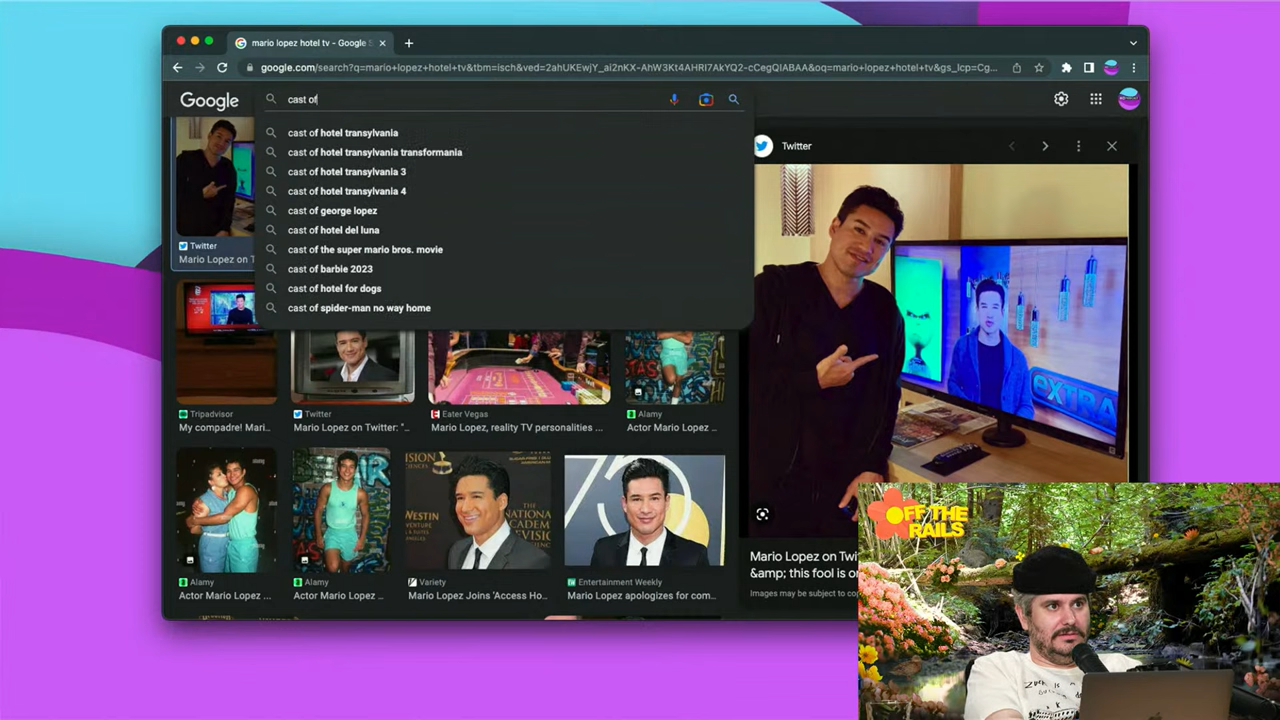 mario lopez hotel tv - Google S
google.com/search?q=mario+lopez+hotel+tv&tbm=isch&ved=2ahUKEwjY_ai2nKX-AhW3Kt4AHRI7AkYQ2-cCegQIABAA&oq=mario+lopez+hotel+tv&gs_lcp=Cg...
Google
cast of
cast of hotel transylvania
cast of hotel transylvania transformania
cast of hotel transylvania 3
cast of hotel transylvania 4
cast of george lopez
cast of hotel del luna
cast of the super mario bros. movie
cast of barbie 2023
cast of hotel for dogs
cast of spider-man no way home
Twitter
Mario Lopez on T
Twitter
extra
Tripadvisor
My compadre! Mari...
Twitter
Mario Lopez on Twitter: "...
Eater Vegas
Mario Lopez, reality TV personalities ...
Alamy
Actor Mario Lopez ...
Alamy
Actor Mario Lopez ...
Alamy
Actor Mario Lopez ...
VISION
SCIENCES
WESTIN
THE
NATIONAL
ACADEMY
TELEVISION
Variety
Mario Lopez Joins 'Access Ho...
Entertainment Weekly
Mario Lopez apologizes for com...
Mario Lopez on Twi
&amp; this fool is o
Images may be subject to co
OFF THE
RAILS